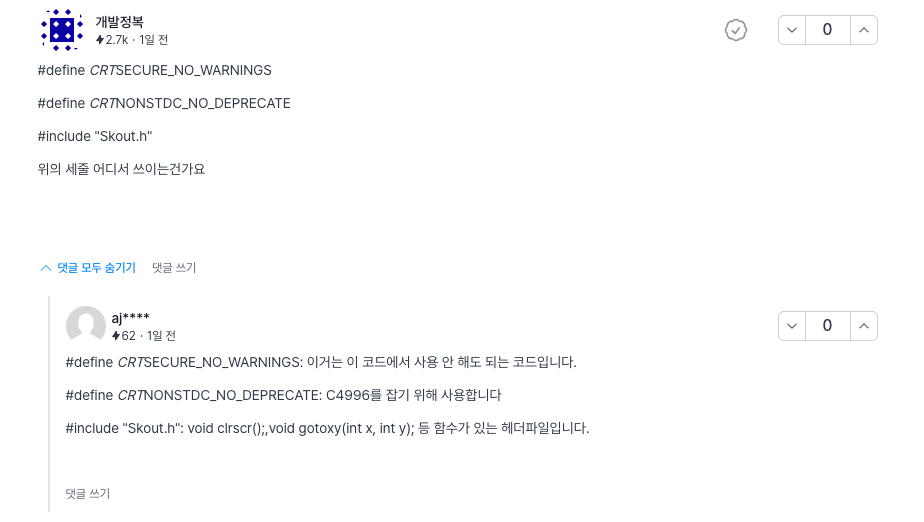 개발정복
2.7k · 1일 전
0
#define CRTSECURE_NO_WARNINGS
#define CRTNONSTDC_NO_DEPRECATE
#include "Skout.h"
위의 세줄 어디서 쓰이는건가요
댓글 모두 숨기기 댓글 쓰기
aj****
62 · 1일 전
0
#define CRTSECURE_NO_WARNINGS: 이거는 이 코드에서 사용 안 해도 되는 코드입니다.
#define CRTNONSTDC_NO_DEPRECATE: C4996를 잡기 위해 사용합니다
#include "Skout.h": void clrscr();,void gotoxy(int x, int y); 등 함수가 있는 헤더파일입니다.
댓글 쓰기